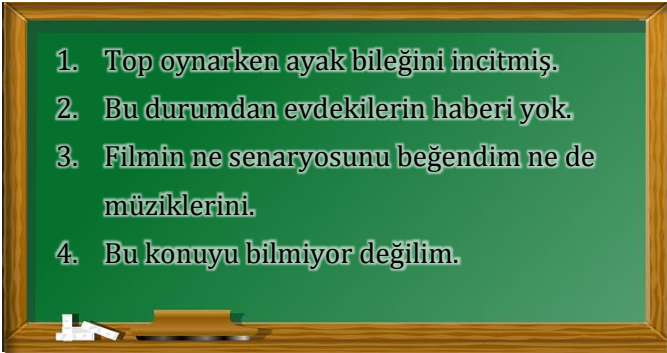 1. Top oynarken ayak bileğini incitmiş.
2. Bu durumdan evdekilerin haberi yok.
3. Filmin ne senaryosunu beğendim ne de
müziklerini.
4. Bu konuyu bilmiyor değilim.